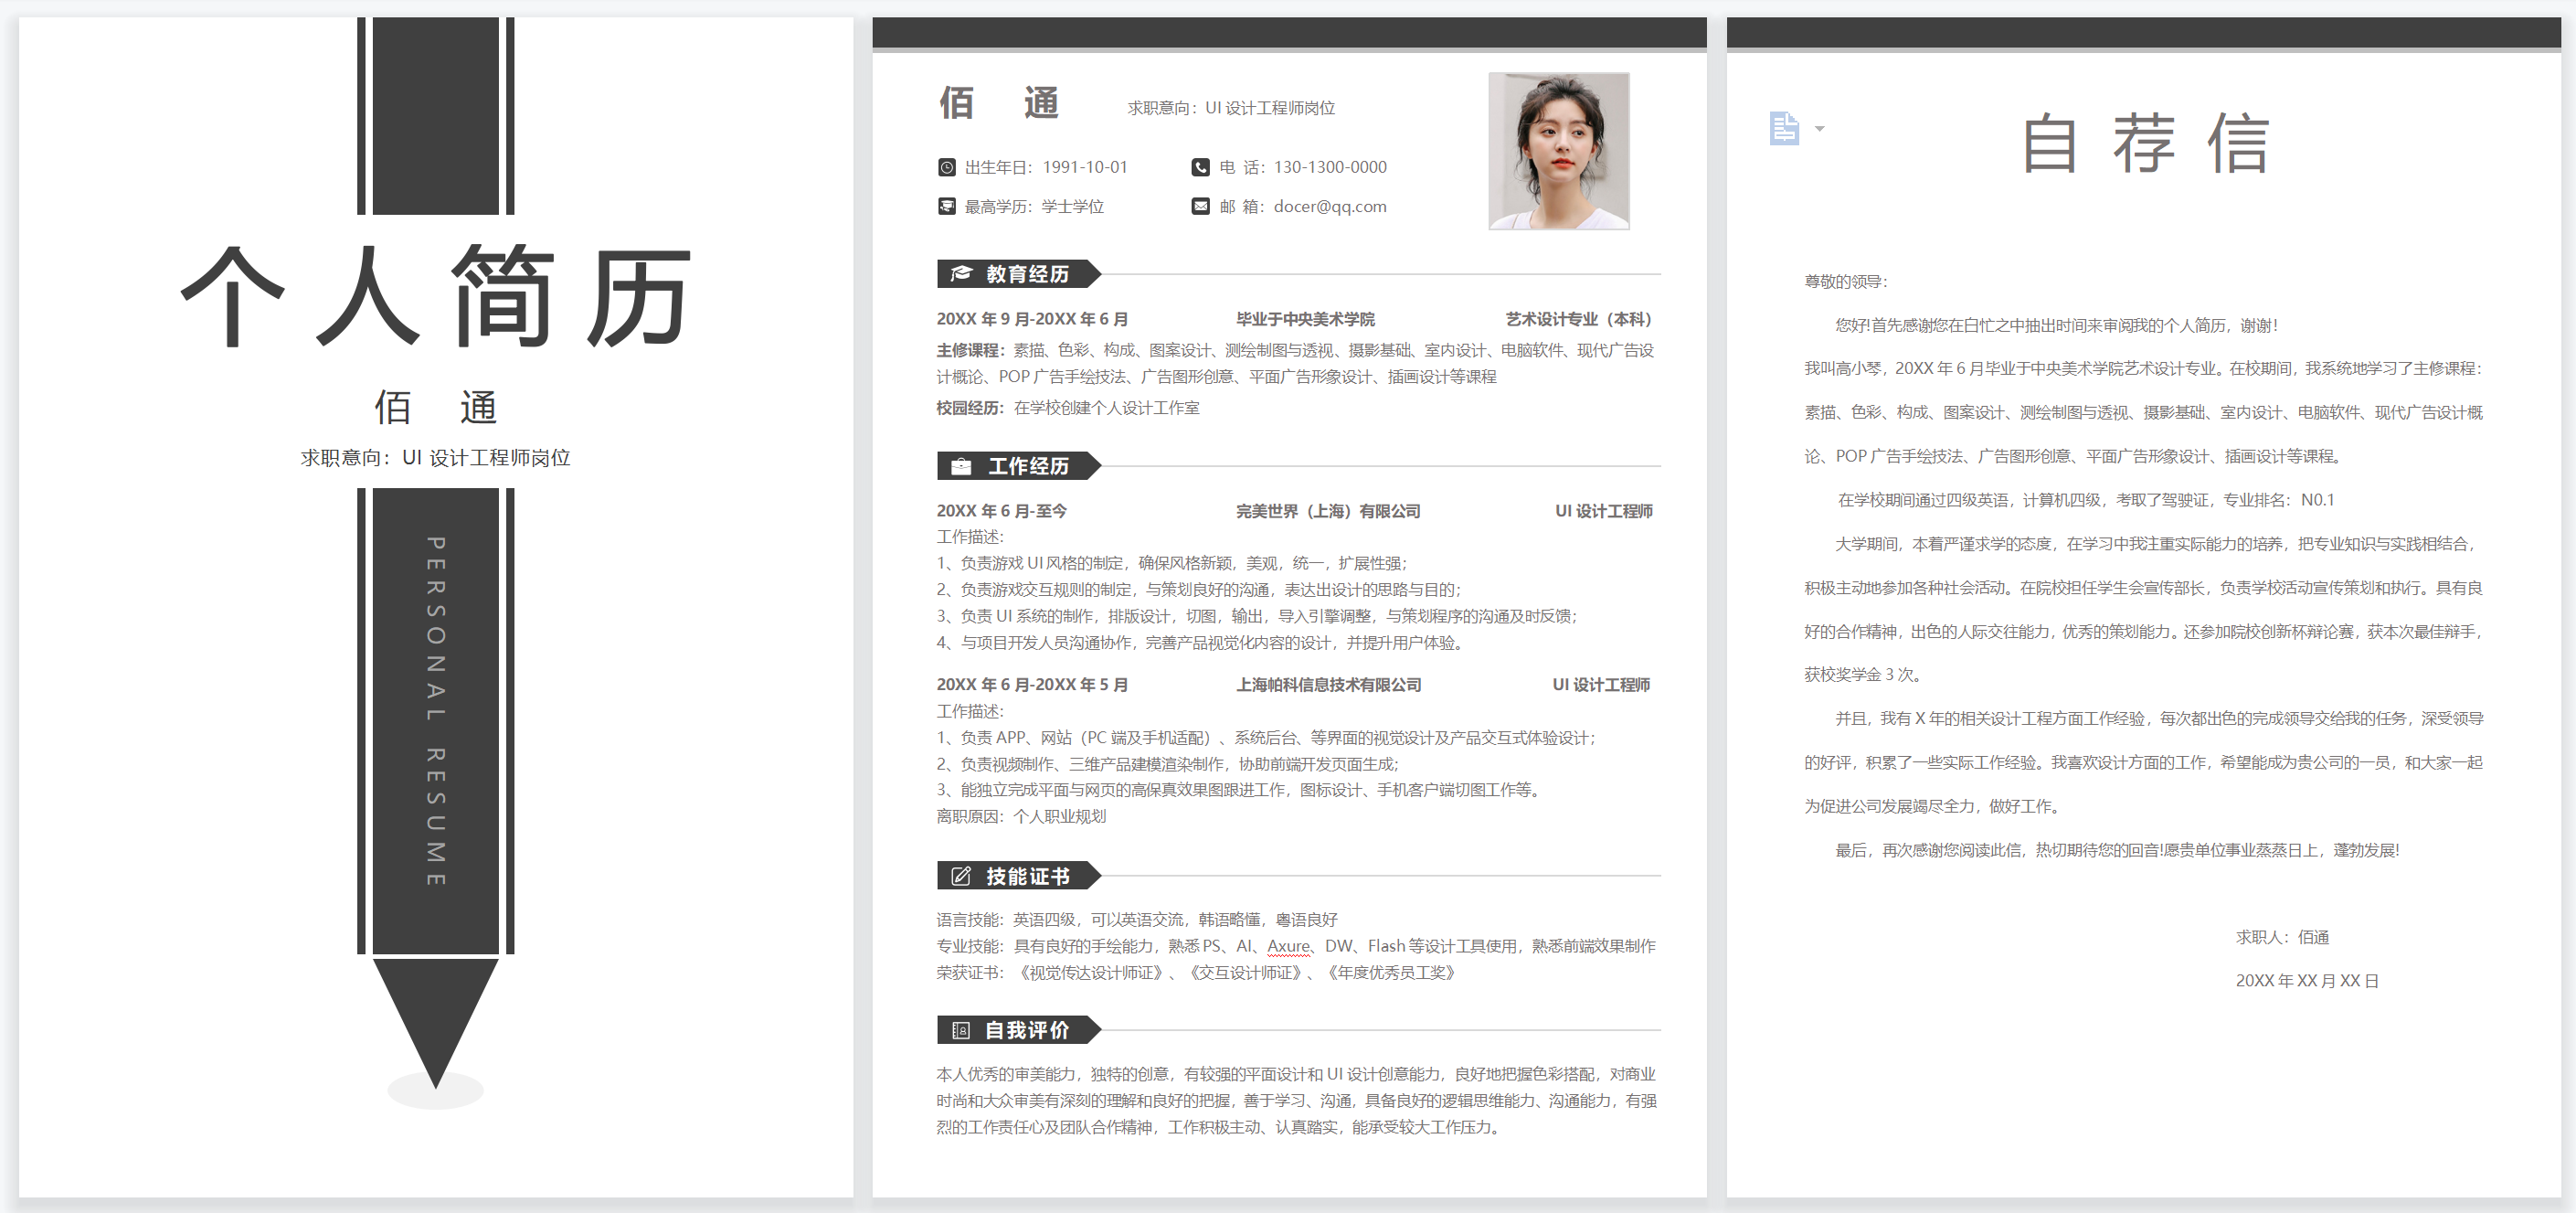 个人简历
佰 通
求职意向：UI 设计工程师岗位
PERSONAL RESUME
佰 通
求职意向：UI 设计工程师岗位
出生年日：1991-10-01
电 话：130-1300-0000
最高学历：学士学位
邮 箱：docer@qq.com
教育经历
20XX 年 9 月-20XX 年 6 月 毕业于中央美术学院 艺术设计专业（本科）
主修课程：素描、色彩、构成、图案设计、测绘制图与透视、摄影基础、室内设计、电脑软件、现代广告设
计概论、POP 广告手绘技法、广告图形创意、平面广告形象设计、插画设计等课程
校园经历：在学校创建个人设计工作室
工作经历
20XX 年 6 月-至今 完美世界（上海）有限公司 UI 设计工程师
工作描述：
1、负责游戏 UI 风格的制定，确保风格新颖，美观，统一，扩展性强；
2、负责游戏交互规则的制定，与策划良好的沟通，表达出设计的思路与目的；
3、负责 UI 系统的制作，排版设计，切图，输出，导入引擎调整，与策划程序的沟通及时反馈；
4、与项目开发人员沟通协作，完善产品视觉化内容的设计，并提升用户体验。
20XX 年 6 月-20XX 年 5 月 上海帕科信息技术有限公司 UI 设计工程师
工作描述：
1、负责 APP、网站（PC 端及手机适配）、系统后台、等界面的视觉设计及产品交互式体验设计；
2、负责视频制作、三维产品建模渲染制作，协助前端开发页面生成；
3、能独立完成平面与网页的高保真效果图跟进工作，图标设计、手机客户端切图工作等。
离职原因：个人职业规划
技能证书
语言技能：英语四级，可以英语交流，韩语略懂，粤语良好
专业技能：具有良好的手绘能力，熟悉 PS、AI、Axure、DW、Flash 等设计工具使用，熟悉前端效果制作
荣获证书：《视觉传达设计师证》、《交互设计师证》、《年度优秀员工奖》
自我评价
本人优秀的审美能力，独特的创意，有较强的平面设计和 UI 设计创意能力，良好地把握色彩搭配，对商业
时尚和大众审美有深刻的理解和良好的把握，善于学习、沟通，具备良好的逻辑思维能力、沟通能力，有强
烈的工作责任心及团队合作精神，工作积极主动、认真踏实，能承受较大工作压力。
自荐信
尊敬的领导：
您好!首先感谢您在白忙之中抽出时间来审阅我的个人简历，谢谢！
我叫高小琴，20XX 年 6 月毕业于中央美术学院艺术设计专业。在校期间，我系统地学习了主修课程：
素描、色彩、构成、图案设计、测绘制图与透视、摄影基础、室内设计、电脑软件、现代广告设计概
论、POP 广告手绘技法、广告图形创意、平面广告形象设计、插画设计等课程。
在学校期间通过四级英语，计算机四级，考取了驾驶证，专业排名：N0.1
大学期间，本着严谨求学的态度，在学习中我注重实际能力的培养，把专业知识与实践相结合，
积极主动地参加各种社会活动。在院校担任学生会宣传部长，负责学校活动宣传策划和执行。具有良
好的合作精神，出色的人际交往能力，优秀的策划能力。还参加院校创新杯辩论赛，获本次最佳辩手，
获校奖学金 3 次。
并且，我有 X 年的相关设计工程方面工作经验，每次都出色的完成领导交给我的任务，深受领导
的好评，积累了一些实际工作经验。我喜欢设计方面的工作，希望能成为贵公司的一员，和大家一起
为促进公司发展竭尽全力，做好工作。
最后，再次感谢您阅读此信，热切期待您的回音!愿贵单位事业蒸蒸日上，蓬勃发展!
求职人：佰通
20XX 年 XX 月 XX 日